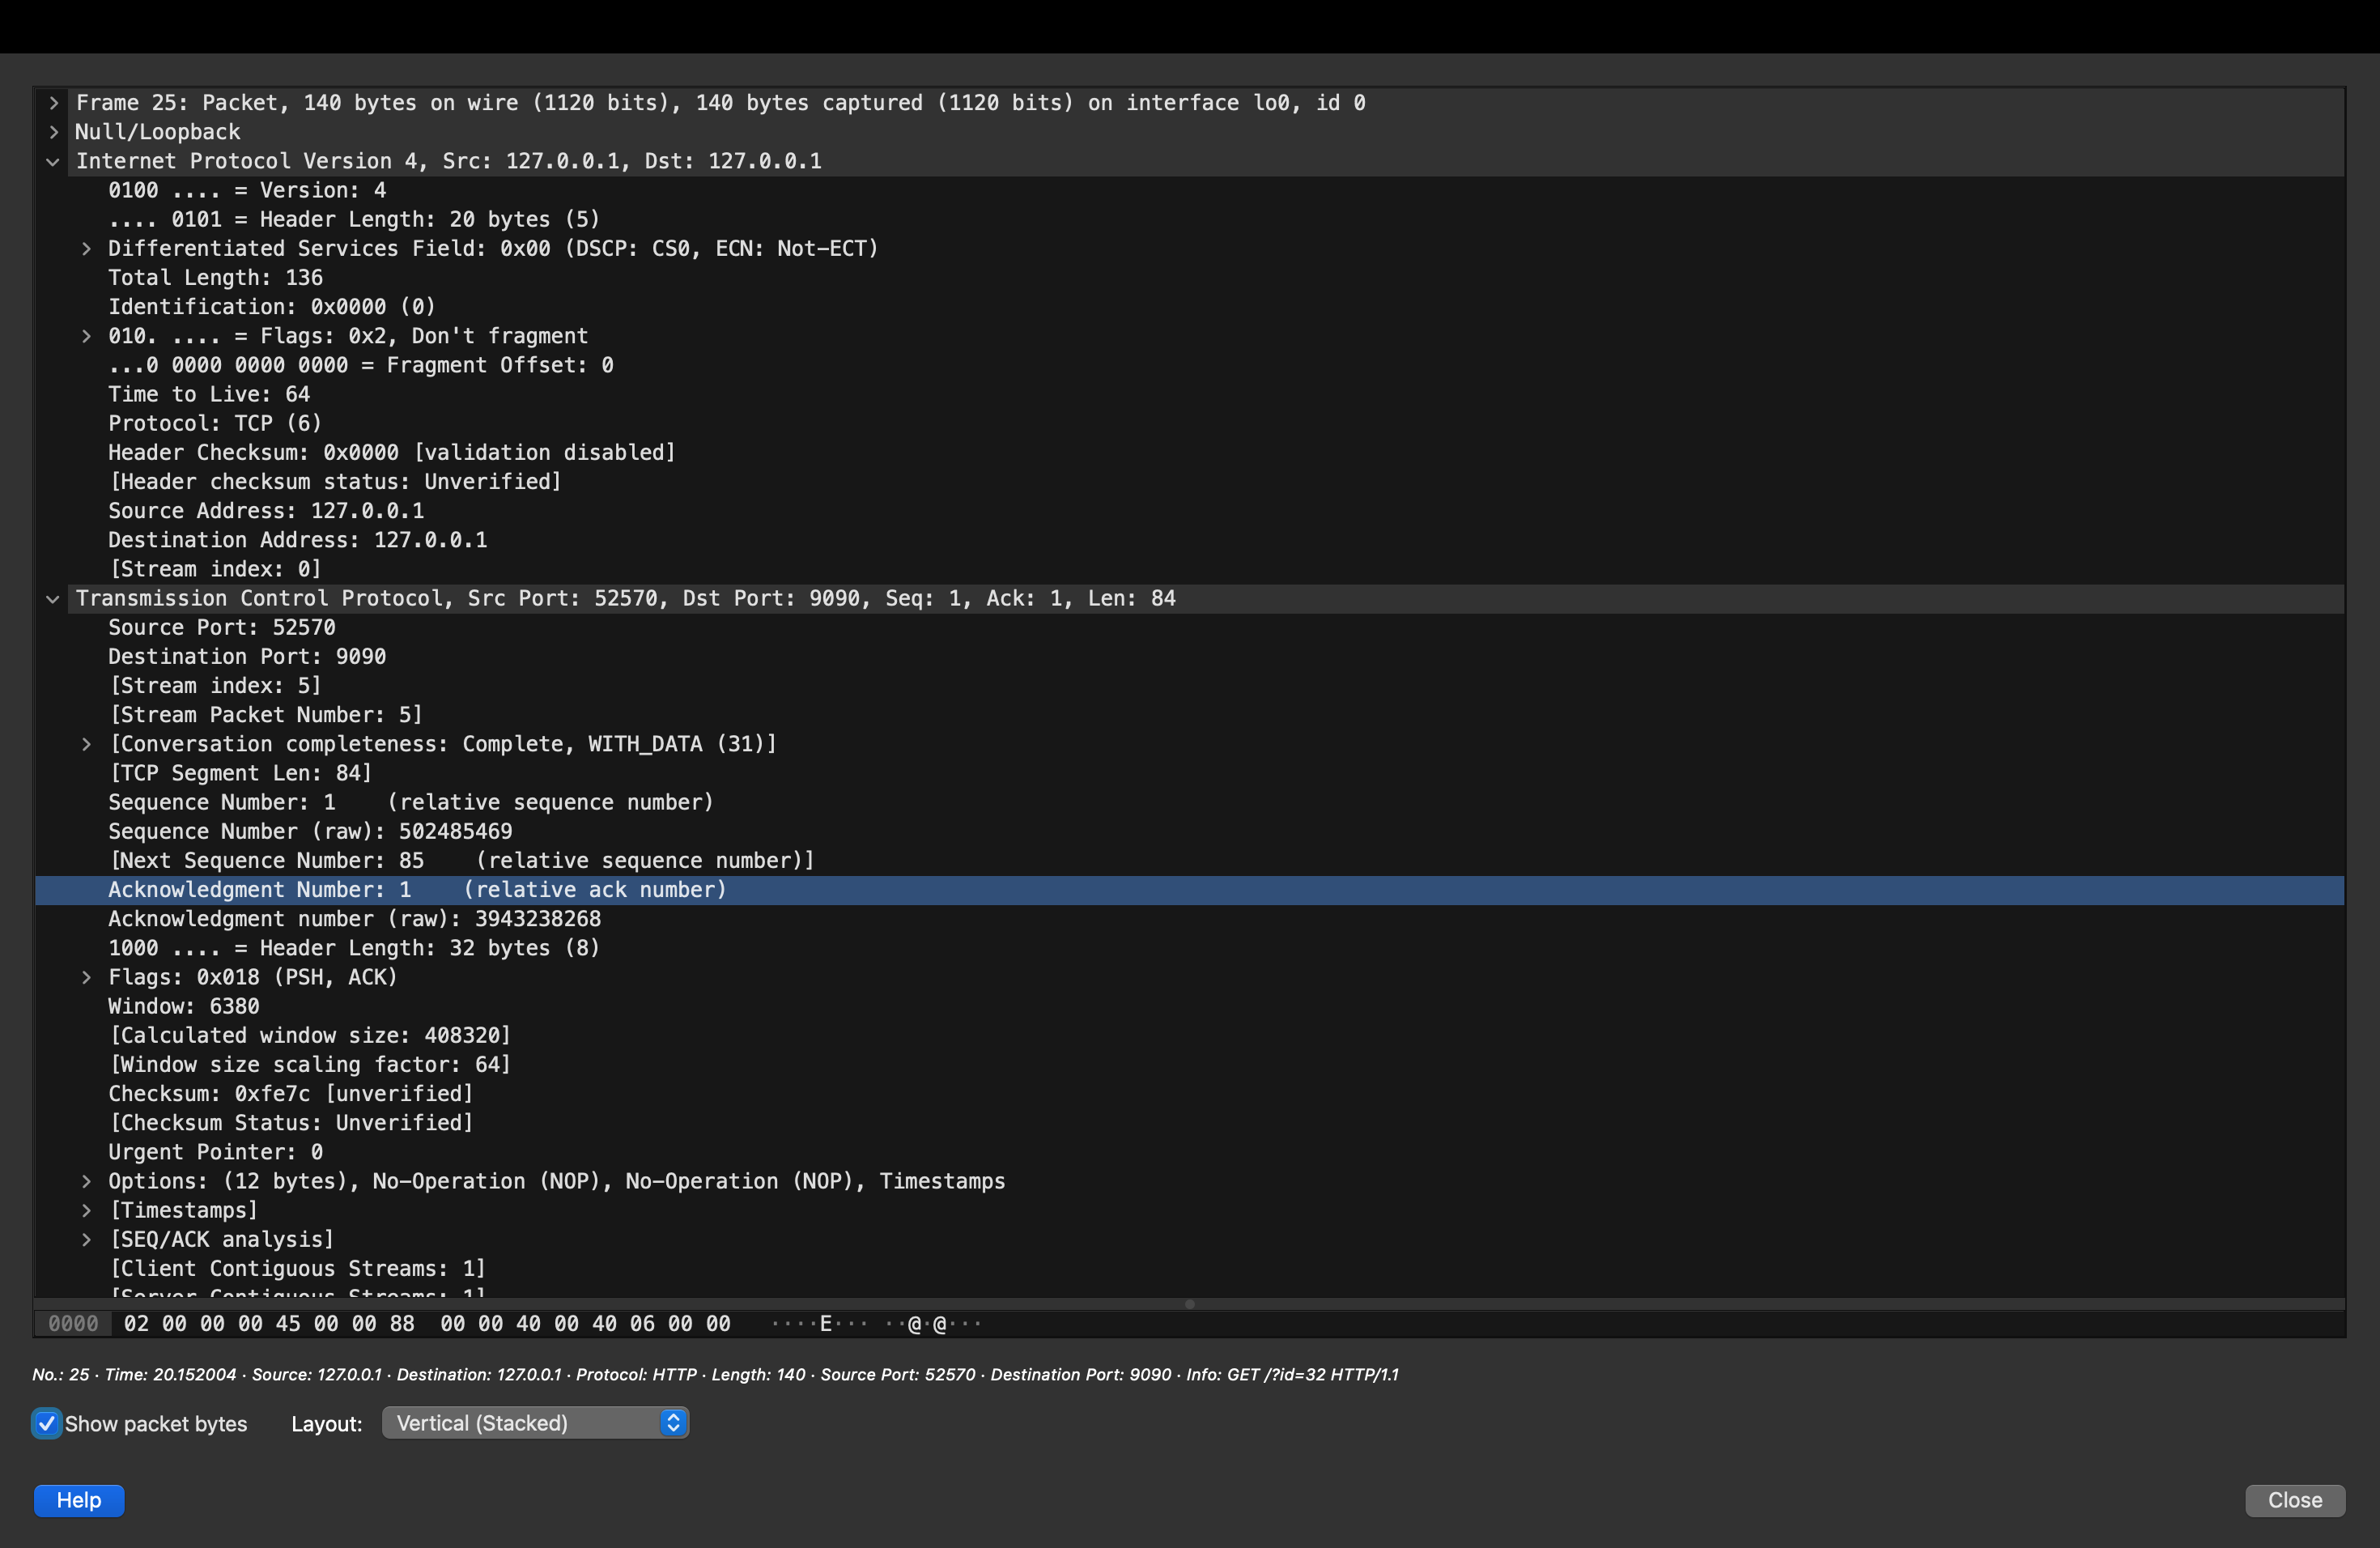 Frame 25: Packet, 140 bytes on wire (1120 bits), 140 bytes captured (1120 bits) on interface lo0, id 0
Null/Loopback
Internet Protocol Version 4, Src: 127.0.0.1, Dst: 127.0.0.1
0100 .... = Version: 4
.... 0101 = Header Length: 20 bytes (5)
Differentiated Services Field: 0x00 (DSCP: CS0, ECN: Not-ECT)
Total Length: 136
Identification: 0x0000 (0)
010. .... = Flags: 0x2, Don't fragment
...0 0000 0000 0000 = Fragment Offset: 0
Time to Live: 64
Protocol: TCP (6)
Header Checksum: 0x0000 [validation disabled]
[Header checksum status: Unverified]
Source Address: 127.0.0.1
Destination Address: 127.0.0.1
[Stream index: 0]
Transmission Control Protocol, Src Port: 52570, Dst Port: 9090, Seq: 1, Ack: 1, Len: 84
Source Port: 52570
Destination Port: 9090
[Stream index: 5]
[Stream Packet Number: 5]
[Conversation completeness: Complete, WITH_DATA (31)]
[TCP Segment Len: 84]
Sequence Number: 1    (relative sequence number)
Sequence Number (raw): 502485469
[Next Sequence Number: 85    (relative sequence number)]
Acknowledgment Number: 1    (relative ack number)
Acknowledgment number (raw): 3943238268
1000 .... = Header Length: 32 bytes (8)
Flags: 0x018 (PSH, ACK)
Window: 6380
[Calculated window size: 408320]
[Window size scaling factor: 64]
Checksum: 0xfe7c [unverified]
[Checksum Status: Unverified]
Urgent Pointer: 0
Options: (12 bytes), No-Operation (NOP), No-Operation (NOP), Timestamps
[Timestamps]
[SEQ/ACK analysis]
[Client Contiguous Streams: 1]
[Server Contiguous Streams: 1]
0000 02 00 00 00 45 00 00 88  00 00 40 00 40 06 00 00 ····E··· ··@·@···
No.: 25 · Time: 20.152004 · Source: 127.0.0.1 · Destination: 127.0.0.1 · Protocol: HTTP · Length: 140 · Source Port: 52570 · Destination Port: 9090 · Info: GET /?id=32 HTTP/1.1
Show packet bytes Layout: Vertical (Stacked)
Help Close